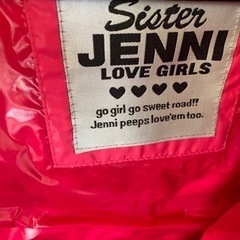 Sister
JENNI
LOVE GIRLS
♥♥♥♥
go girl go sweet road!!
Jenni peeps love'em too.